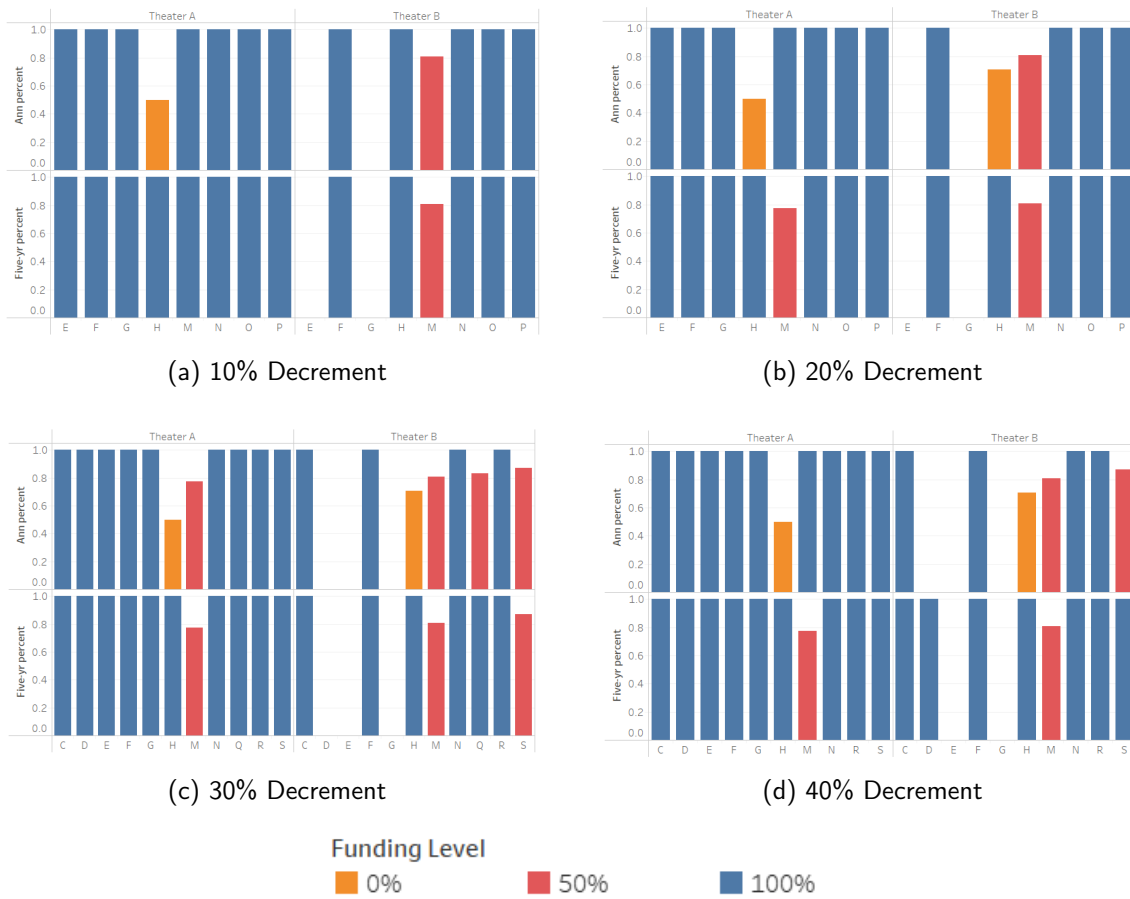 Theater A Theater B
Ann percent
1.0
0.8
0.6
0.4
0.2
0.0
Five-yr percent
1.0
0.8
0.6
0.4
0.2
0.0
E F G H M N O P E F G H M N O P
(a) 10% Decrement
Theater A Theater B
Ann percent
1.0
0.8
0.6
0.4
0.2
0.0
Five-yr percent
1.0
0.8
0.6
0.4
0.2
0.0
E F G H M N O P E F G H M N O P
(b) 20% Decrement
Theater A Theater B
Ann percent
1.0
0.8
0.6
0.4
0.2
0.0
Five-yr percent
1.0
0.8
0.6
0.4
0.2
0.0
C D E F G H M N Q R S C D E F G H M N Q R S
(c) 30% Decrement
Theater A Theater B
Ann percent
1.0
0.8
0.6
0.4
0.2
0.0
Five-yr percent
1.0
0.8
0.6
0.4
0.2
0.0
C D E F G H M N R S C D E F G H M N R S
(d) 40% Decrement
Funding Level
0% 50% 100%